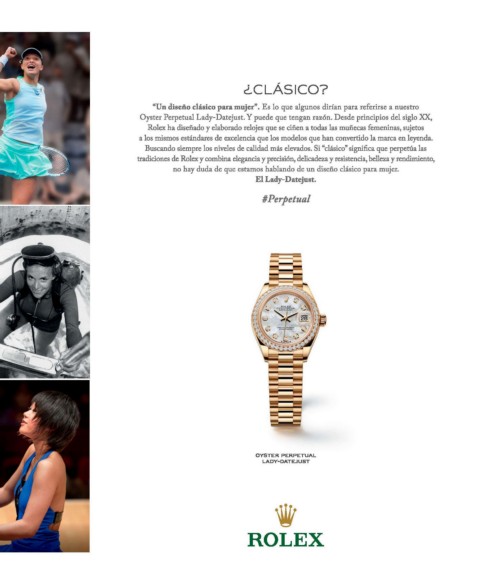 ¿CLÁSICO?
"Un diseño clásico para mujer". Es lo que algunos dirían para referirse a nuestro
Oyster Perpetual Lady-Datejust. Y puede que tengan razón. Desde principios del siglo XX,
Rolex ha diseñado y elaborado relojes que se ciñen a todas las muñecas femeninas, sujetos
a los mismos estándares de excelencia que los modelos que han convertido la marca en leyenda.
Buscando siempre los niveles de calidad más elevados. Si "clásico" significa que perpetúa las
tradiciones de Rolex y combina elegancia y precisión, delicadeza y resistencia, belleza y rendimiento,
no hay duda de que estamos hablando de un diseño clásico para mujer.
El Lady-Datejust.
#Perpetual
OYSTER PERPETUAL
LADY-DATEJUST
ROLEX